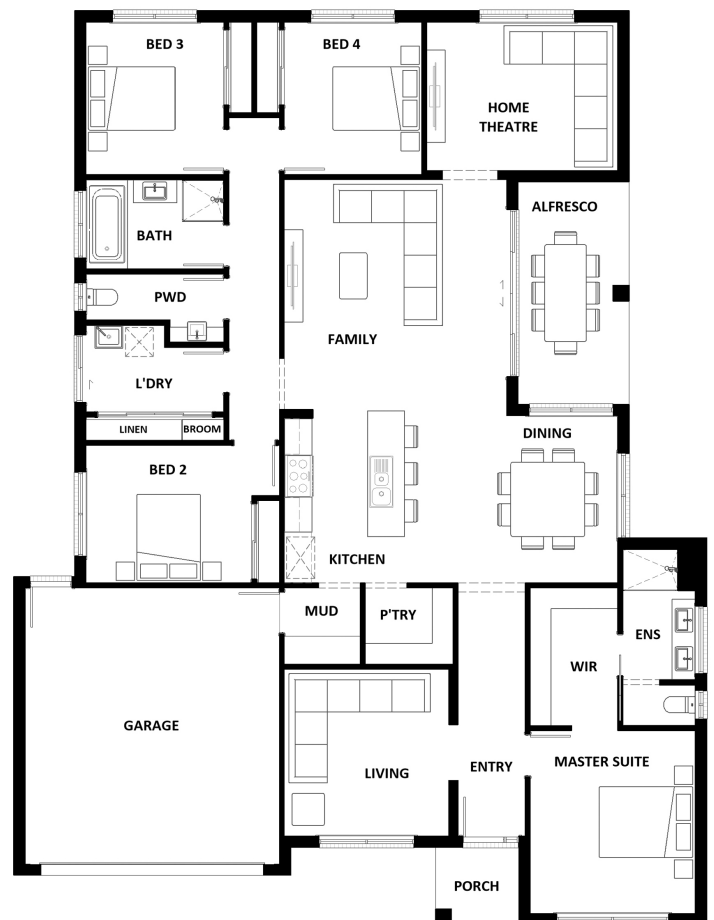 BED 3
BED 4
HOME
THEATRE
ALFRESCO
BATH
PWD
FAMILY
L'DRY
LINEN
BROOM
DINING
BED 2
KITCHEN
MUD
P'TRY
ENS
WIR
GARAGE
LIVING
ENTRY
MASTER SUITE
PORCH